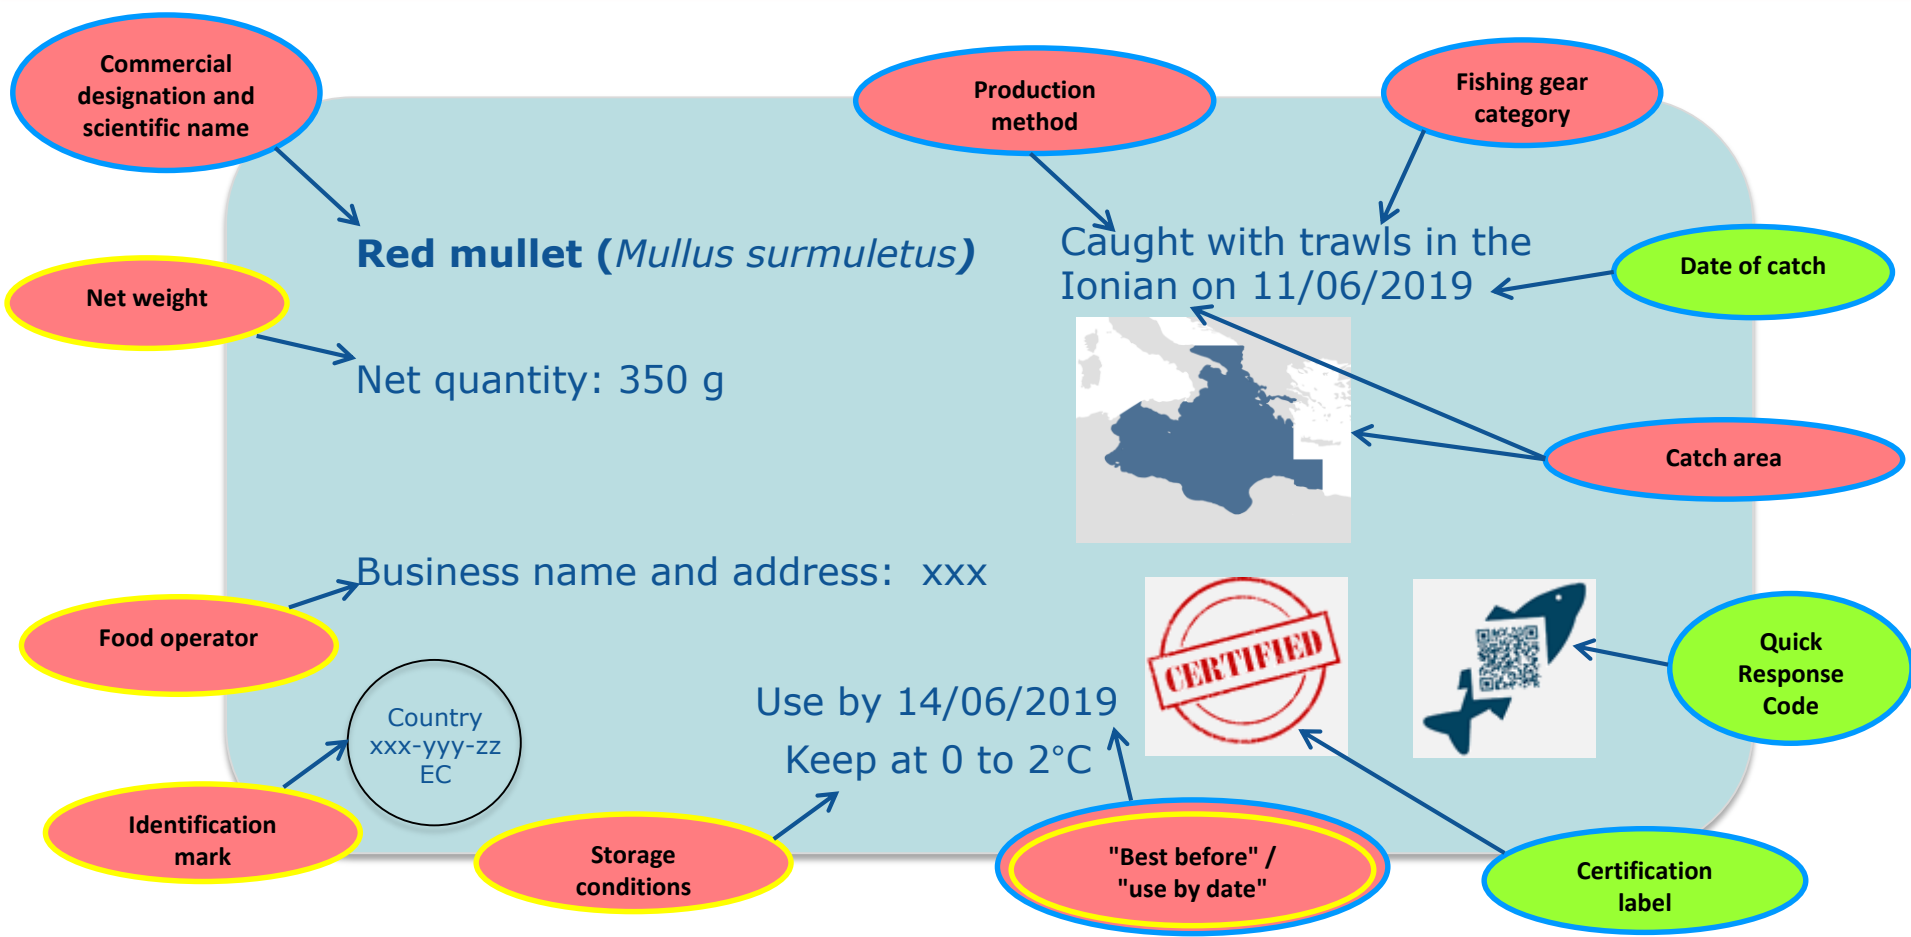 Commercial
designation and
scientific name
Production
method
Fishing gear
category
Red mullet (Mullus surmuletus)
Caught with trawls in the
Ionian on 11/06/2019
Date of catch
Net weight
Net quantity: 350 g
Catch area
Business name and address:  xxx
Food operator
CERTIFIED
Quick
Response
Code
Country
xxx-yyy-zz
EC
Use by 14/06/2019
Keep at 0 to 2°C
Identification
mark
Storage
conditions
"Best before" /
"use by date"
Certification
label